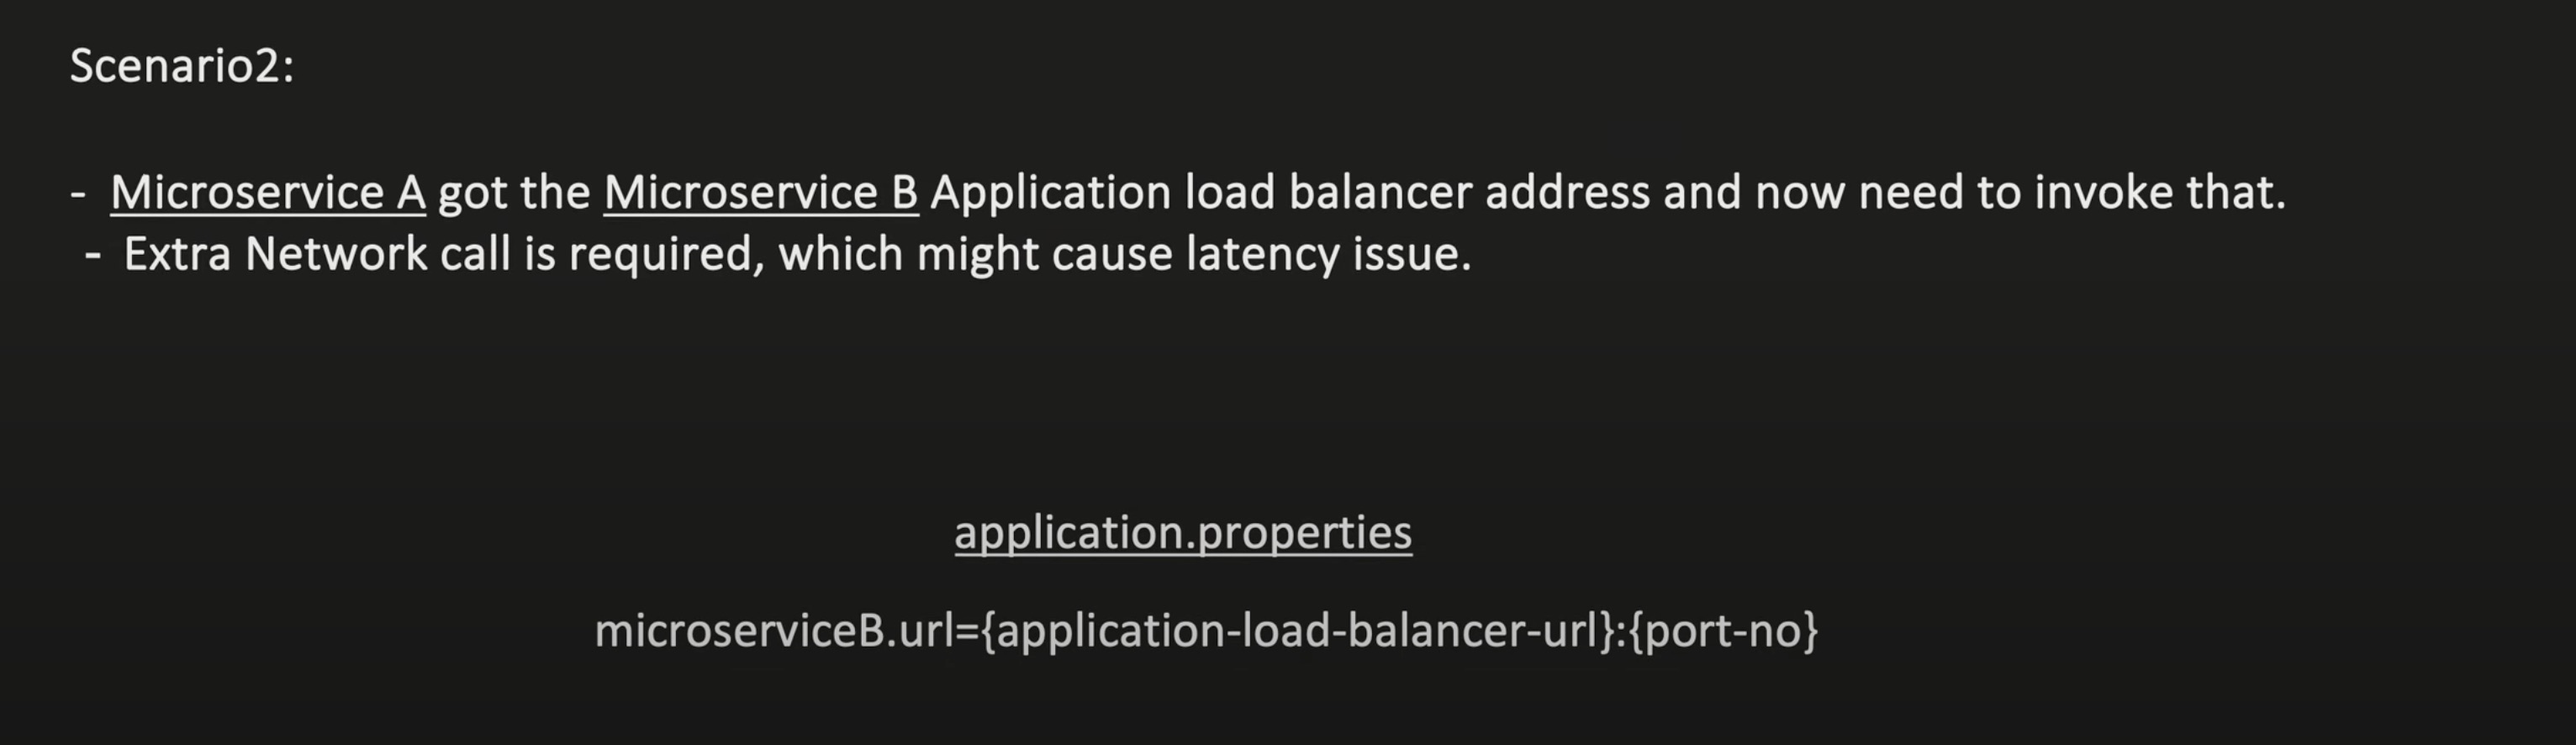 Scenario2:
- Microservice A got the Microservice B Application load balancer address and now need to invoke that.
- Extra Network call is required, which might cause latency issue.
application.properties
microserviceB.url={application-load-balancer-url}:{port-no}